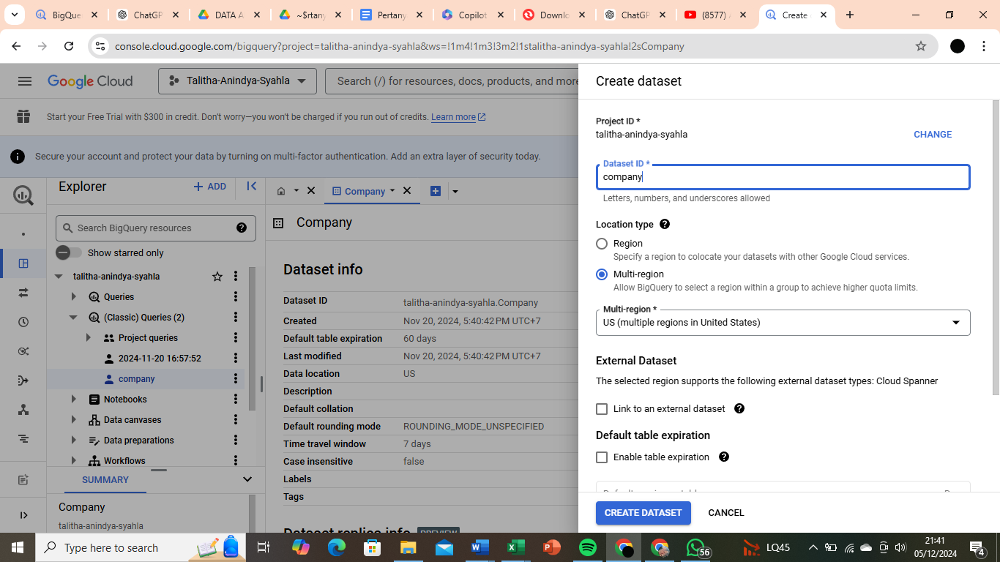 BigQue
ChatGP
DATA A
~$rtany
Pertany
Copilot
Downlo
ChatGP
(8577)
Create
console.cloud.google.com/bigquery?project=talitha-anindya-syahla&ws=!1m4!1m3!3m2!1stalitha-anindya-syahla!2sCompany
Google Cloud
Talitha-Anindya-Syahla
Search (/) for resources, docs, products, and more
Start your Free Trial with $300 in credit. Don't worry—you won't be charged if you run out of credits. Learn more
Secure your account and protect your data by turning on multi-factor authentication. Add an extra layer of security today.
Explorer
+ ADD
Search BigQuery resources
Show starred only
talitha-anindya-syahla
Queries
(Classic) Queries (2)
Project queries
2024-11-20 16:57:52
company
Notebooks
Data canvases
Data preparations
Workflows
SUMMARY
Company
talitha-anindya-syahla
Company
Company
Dataset info
Dataset ID talitha-anindya-syahla.Company
Created Nov 20, 2024, 5:40:42 PM UTC+7
Default table expiration 60 days
Last modified Nov 20, 2024, 5:40:42 PM UTC+7
Data location US
Description
Default collation
Default rounding mode ROUNDING_MODE_UNSPECIFIED
Time travel window 7 days
Case insensitive false
Labels
Tags
Dataset replica info PREVIEW
Create dataset
Project ID *
talitha-anindya-syahla
CHANGE
Dataset ID *
company
Letters, numbers, and underscores allowed
Location type
Region
Specify a region to colocate your datasets with other Google Cloud services.
Multi-region
Allow BigQuery to select a region within a group to achieve higher quota limits.
Multi-region *
US (multiple regions in United States)
External Dataset
The selected region supports the following external dataset types: Cloud Spanner
Link to an external dataset
Default table expiration
Enable table expiration
CREATE DATASET
CANCEL
Type here to search
56
LQ45
21:41
05/12/2024
4